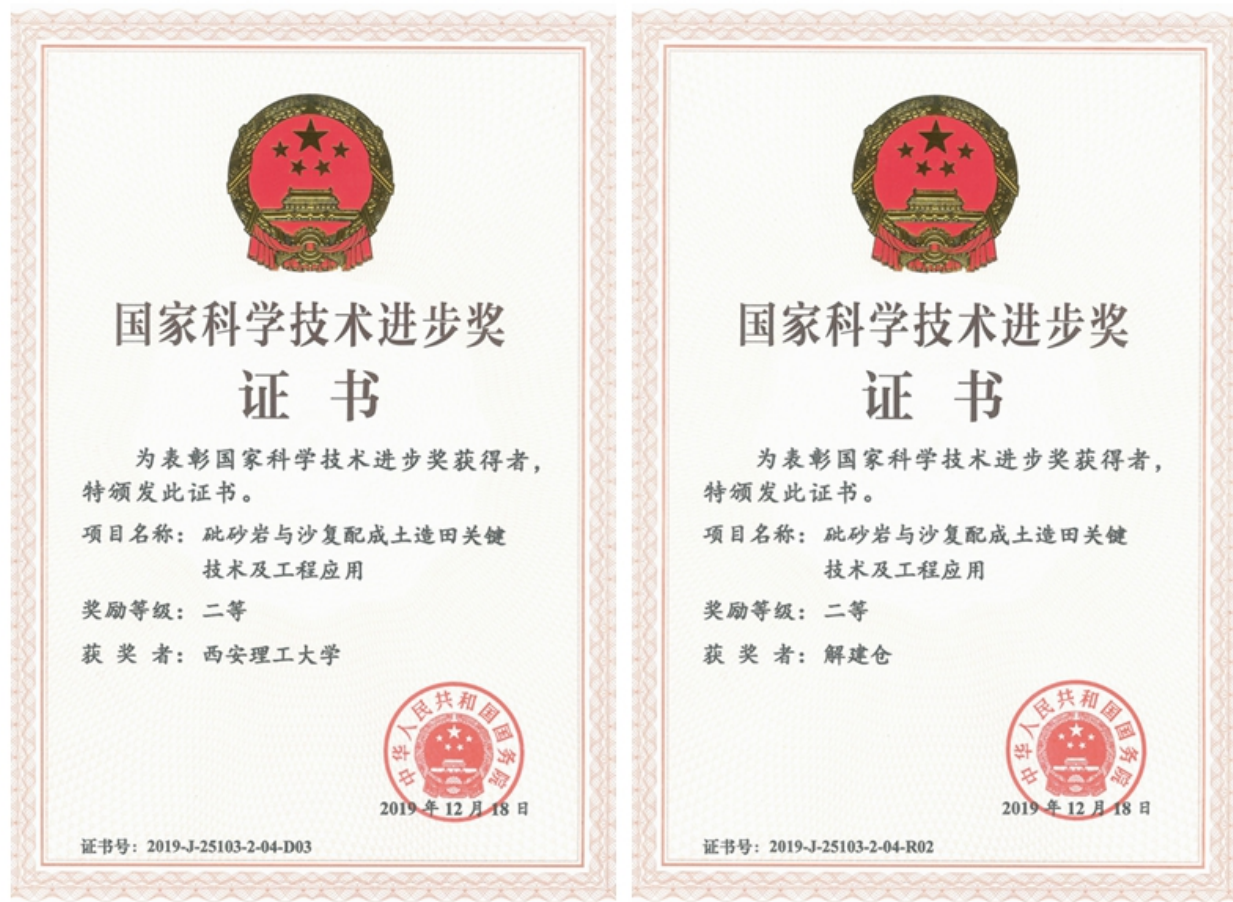 国家科学技术进步奖
证书
为表彰国家科学技术进步奖获得者，
特颁发此证书。
项目名称：砒砂岩与沙复配成土造田关键
技术及工程应用
奖励等级：二等
获奖者：西安理工大学
中华人民共和国国务院
2019年12月18日
证书号：2019-J-25103-2-04-D03
国家科学技术进步奖
证书
为表彰国家科学技术进步奖获得者，
特颁发此证书。
项目名称：砒砂岩与沙复配成土造田关键
技术及工程应用
奖励等级：二等
获奖者：解建仓
中华人民共和国国务院
2019年12月18日
证书号：2019-J-25103-2-04-R02